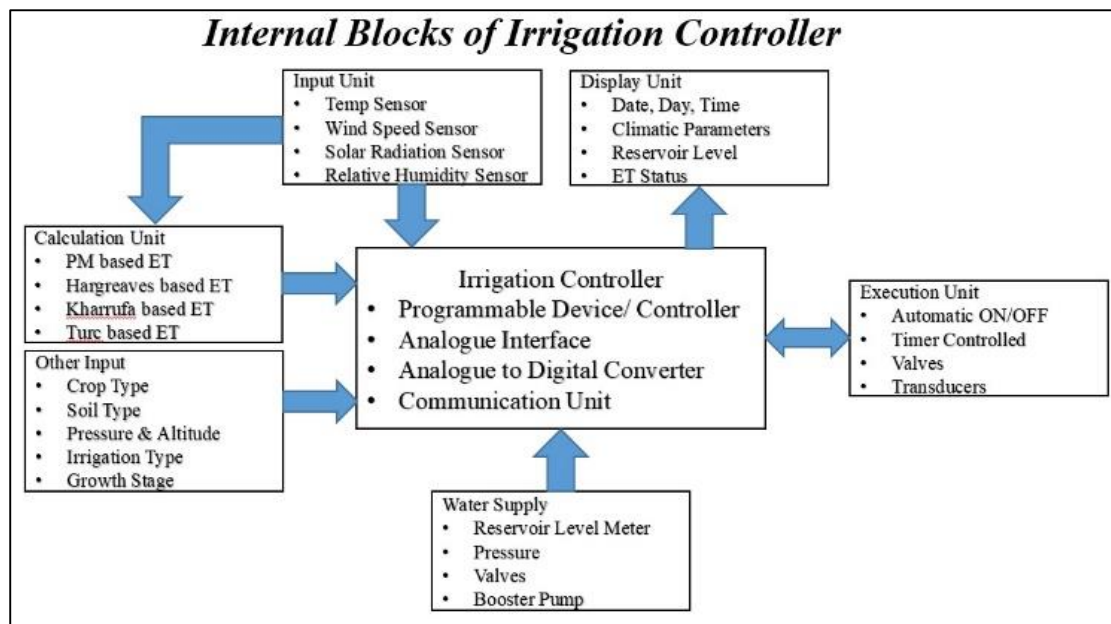 Internal Blocks of Irrigation Controller
Input Unit
• Temp Sensor
• Wind Speed Sensor
• Solar Radiation Sensor
• Relative Humidity Sensor
Display Unit
• Date, Day, Time
• Climatic Parameters
• Reservoir Level
• ET Status
Calculation Unit
• PM based ET
• Hargreaves based ET
• Kharrufa based ET
• Turc based ET
Irrigation Controller
• Programmable Device/ Controller
• Analogue Interface
• Analogue to Digital Converter
• Communication Unit
Execution Unit
• Automatic ON/OFF
• Timer Controlled
• Valves
• Transducers
Other Input
• Crop Type
• Soil Type
• Pressure & Altitude
• Irrigation Type
• Growth Stage
Water Supply
• Reservoir Level Meter
• Pressure
• Valves
• Booster Pump